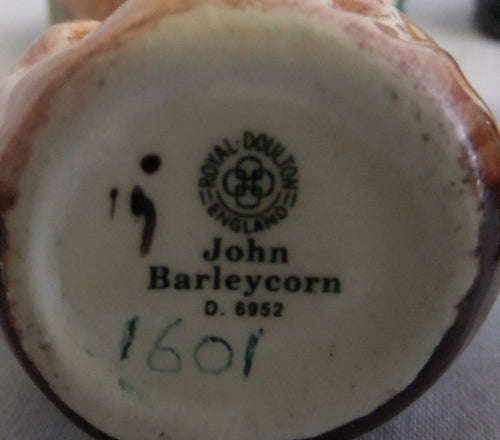 ROYAL·DOULTON
ENGLAND
John
Barleycorn
D. 6952
1601